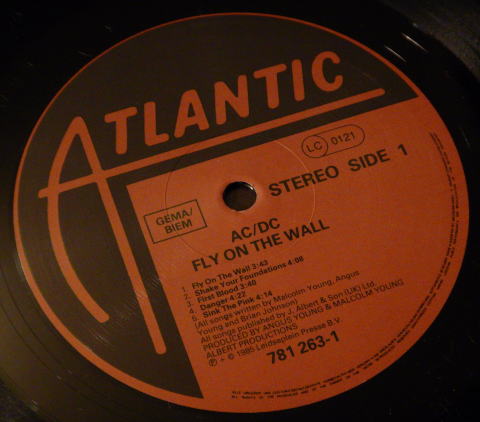 ATLANTIC
LC 0121
STEREO SIDE 1
GEMA/
BIEM
AC/DC
FLY ON THE WALL
1. Fly On The Wall 3:43
2. Shake Your Foundations 4:08
3. First Blood 3:40
4. Danger 4:22
5. Sink The Pink 4:14
(All songs written by Malcolm Young, Angus
Young and Brian Johnson)
All songs published by J. Albert & Son (UK) Ltd.
PRODUCED BY ANGUS YOUNG & MALCOLM YOUNG
ALBERT PRODUCTIONS
℗ + © 1985 Leidseplein Presse B.V.
781 263-1